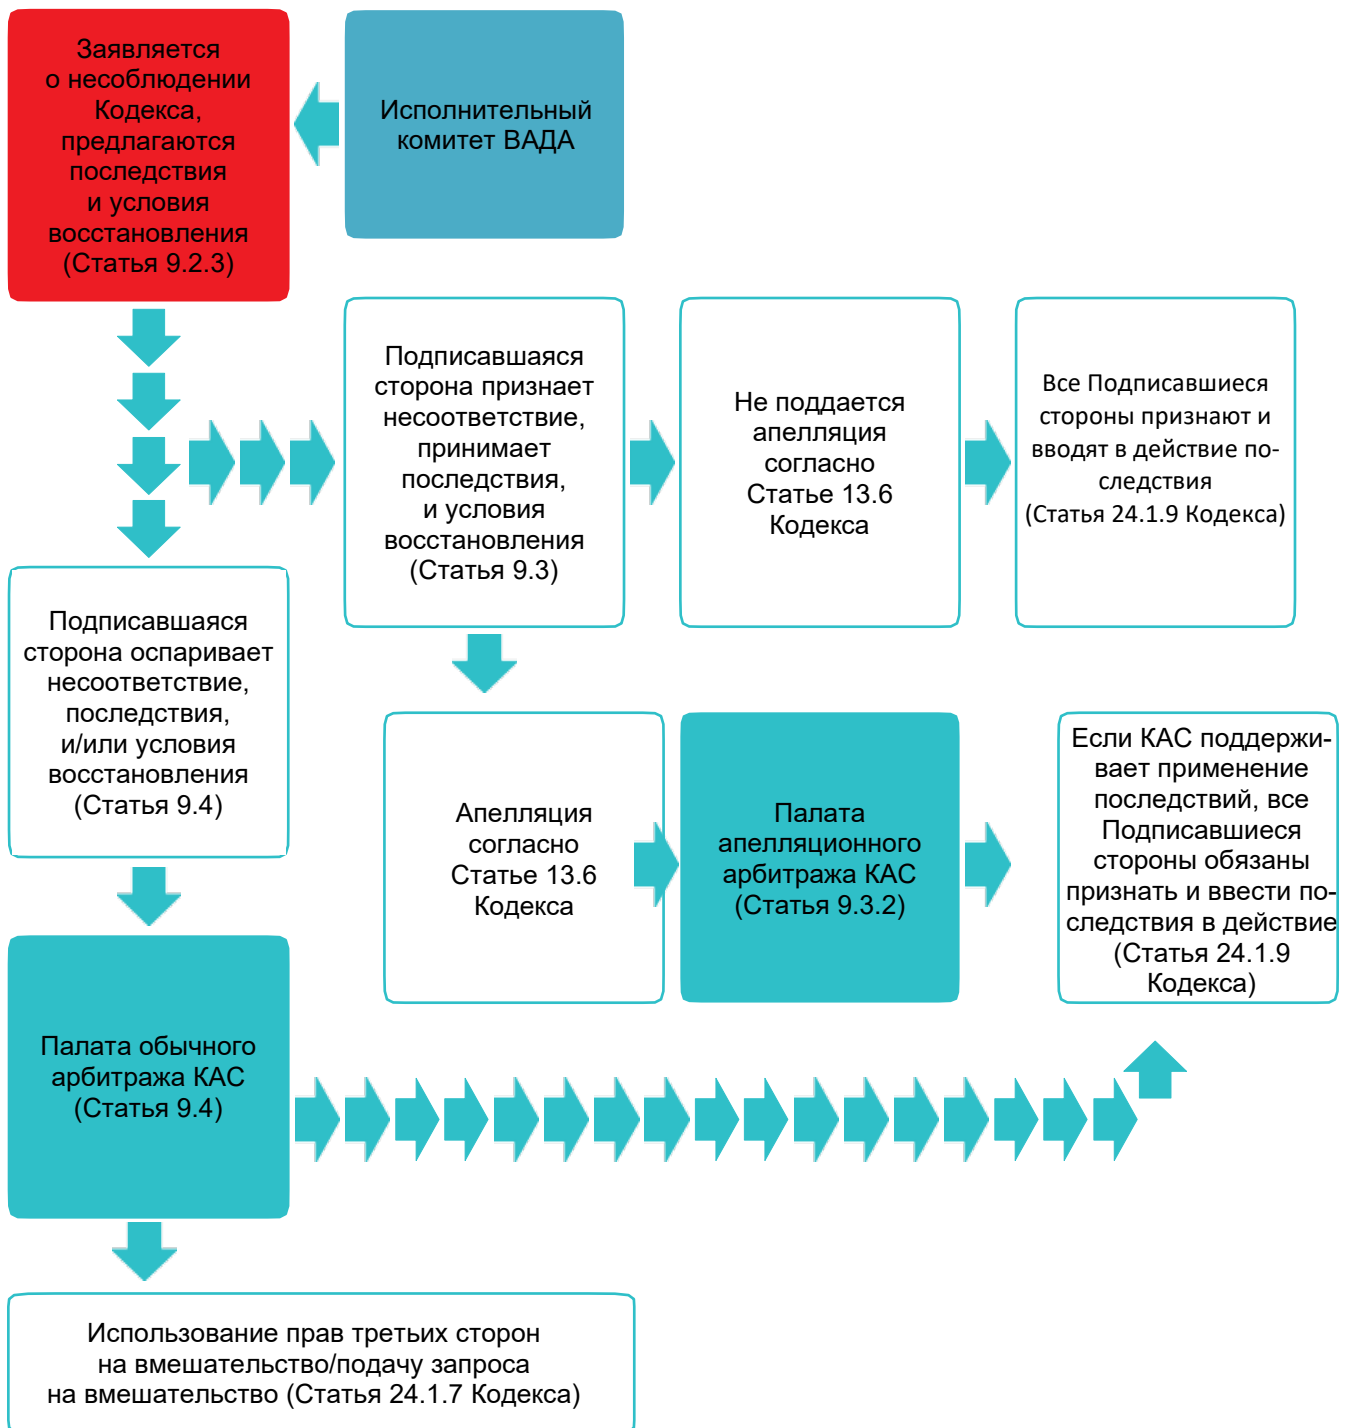 Заявляется
о несоблюдении
Кодекса,
предлагаются
последствия
и условия
восстановления
(Статья 9.2.3)
Исполнительный
комитет ВАДА
Подписавшаяся
сторона признает
несоответствие,
принимает
последствия,
и условия
восстановления
(Статья 9.3)
Не поддается
апелляция
согласно
Статье 13.6
Кодекса
Все Подписавшиеся
стороны признают и
вводят в действие по-
следствия
(Статья 24.1.9 Кодекса)
Подписавшаяся
сторона оспаривает
несоответствие,
последствия,
и/или условия
восстановления
(Статья 9.4)
Апелляция
согласно
Статье 13.6
Кодекса
Палата
апелляционного
арбитража КАС
(Статья 9.3.2)
Если КАС поддержи-
вает применение
последствий, все
Подписавшиеся
стороны обязаны
признать и ввести по-
следствия в действие
(Статья 24.1.9
Кодекса)
Палата обычного
арбитража КАС
(Статья 9.4)
Использование прав третьих сторон
на вмешательство/подачу запроса
на вмешательство (Статья 24.1.7 Кодекса)